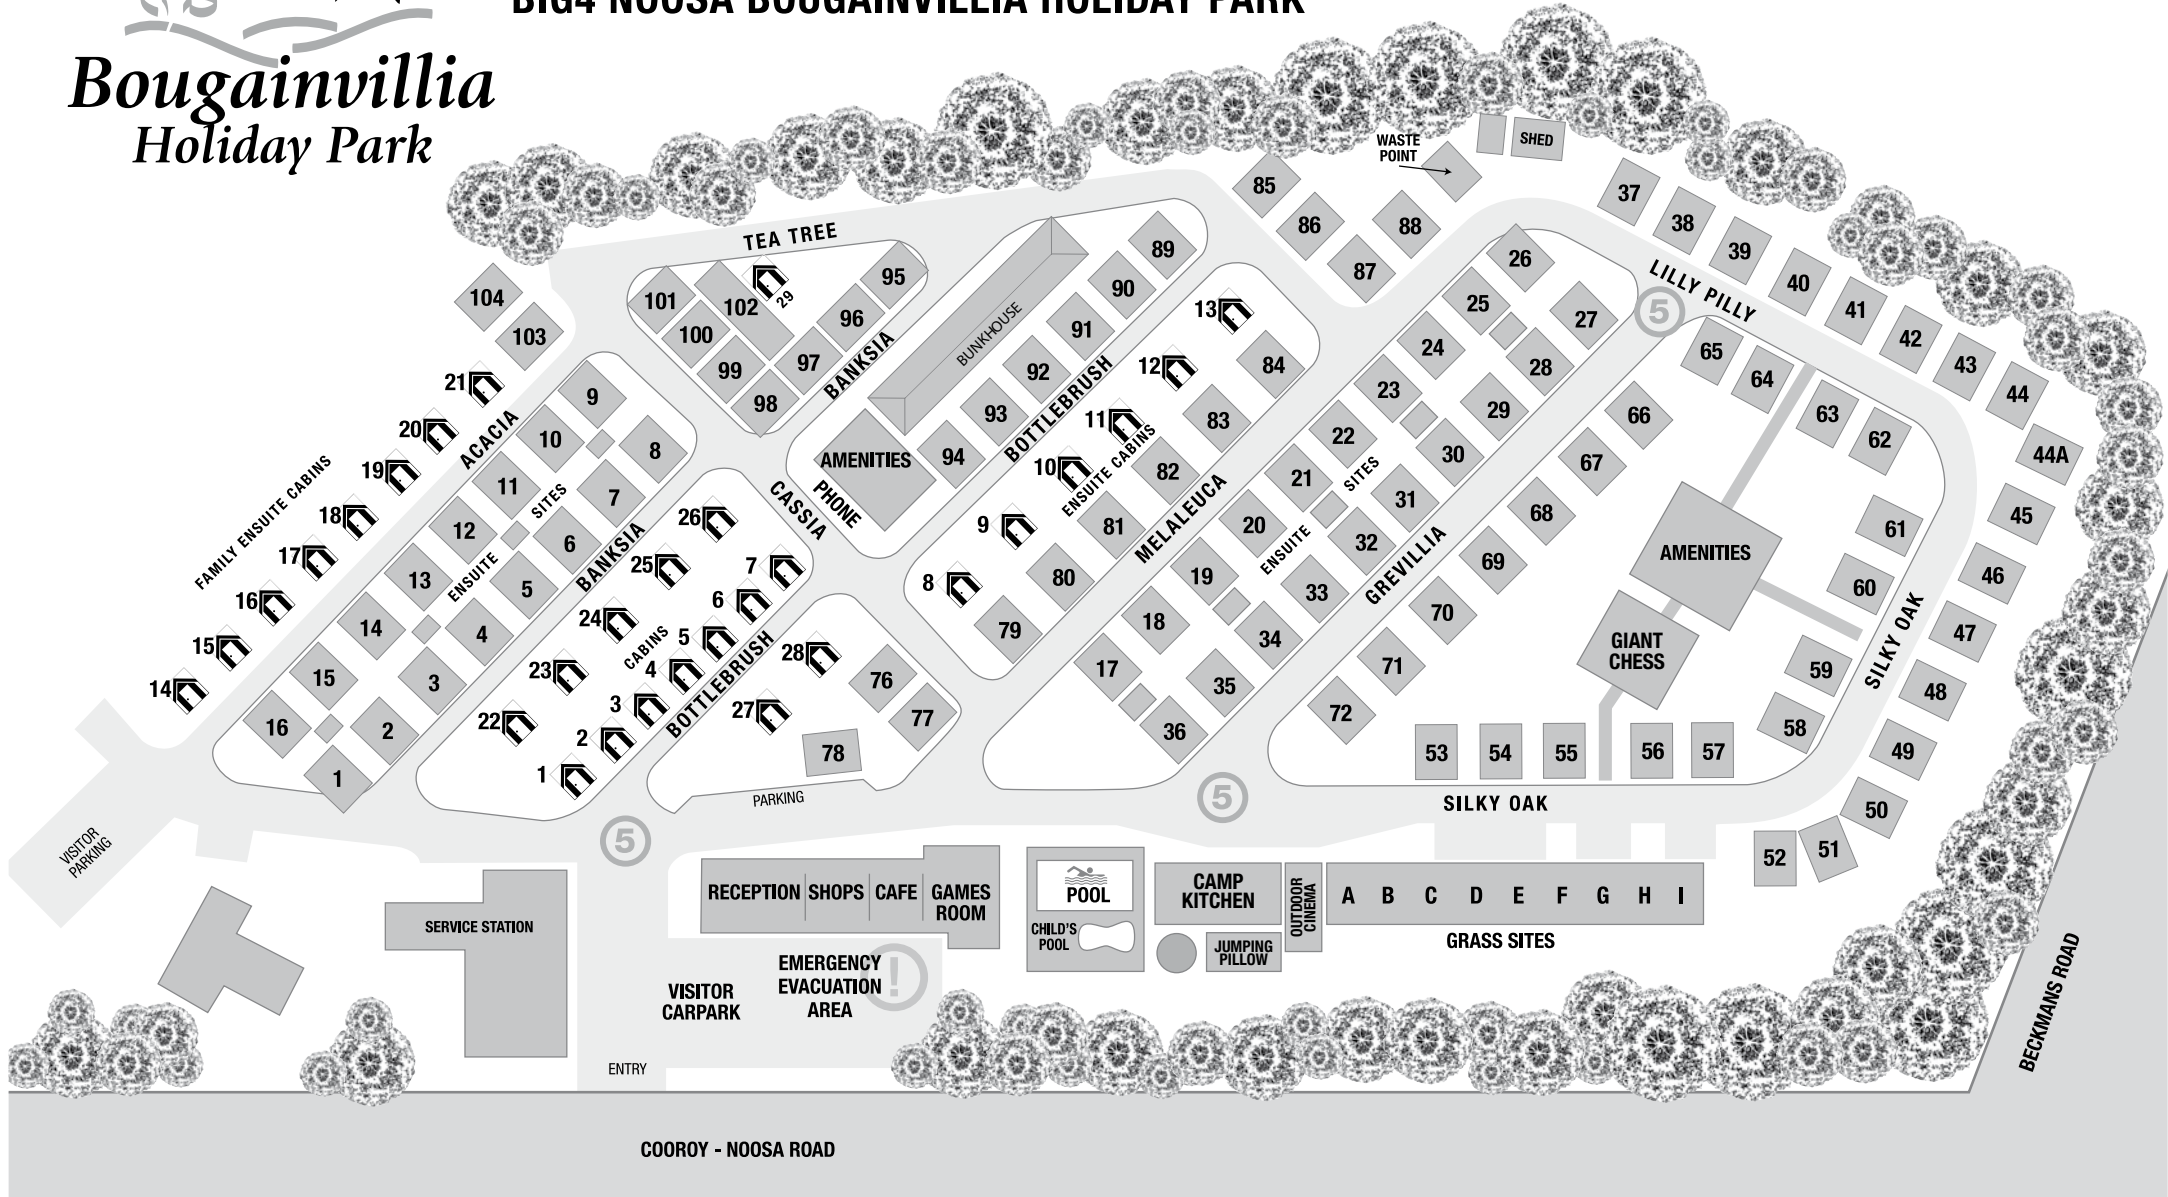 BIG4 NOOSA BOUGAINVILLIA HOLIDAY PARK
Bougainvillia
Holiday Park
WASTE
POINT
SHED
TEA TREE
85
86
87
88
37
38
39
40
41
42
43
44
44A
45
46
47
48
49
50
51
52
LILLY PILLY
5
104
103
101
102
29
100
99
98
97
96
95
BANKSIA
BUNKHOUSE
AMENITIES
PHONE
CASSIA
89
90
91
92
93
94
BOTTLEBRUSH
21
20
19
18
17
16
15
14
FAMILY ENSUITE CABINS
ACACIA
9
10
11
12
13
14
15
16
8
7
6
5
4
3
2
1
ENSUITE
SITES
BANKSIA
26
25
24
23
22
CABINS
7
6
5
4
3
2
1
BOTTLEBRUSH
28
27
76
77
78
PARKING
13
12
11
10
9
8
ENSUITE CABINS
84
83
82
81
80
79
MELALEUCA
26
25
24
23
22
21
20
19
18
17
27
28
29
30
31
32
33
34
35
36
ENSUITE
SITES
GREVILLIA
66
67
68
69
70
71
72
65
64
63
62
61
60
59
58
57
56
55
54
53
AMENITIES
GIANT
CHESS
SILKY OAK
SILKY OAK
5
5
VISITOR
PARKING
SERVICE STATION
RECEPTION
SHOPS
CAFE
GAMES
ROOM
POOL
CHILD'S
POOL
CAMP
KITCHEN
JUMPING
PILLOW
OUTDOOR
CINEMA
A B C D E F G H I
GRASS SITES
EMERGENCY
EVACUATION
AREA
!
VISITOR
CARPARK
ENTRY
COOROY - NOOSA ROAD
BECKMANS ROAD